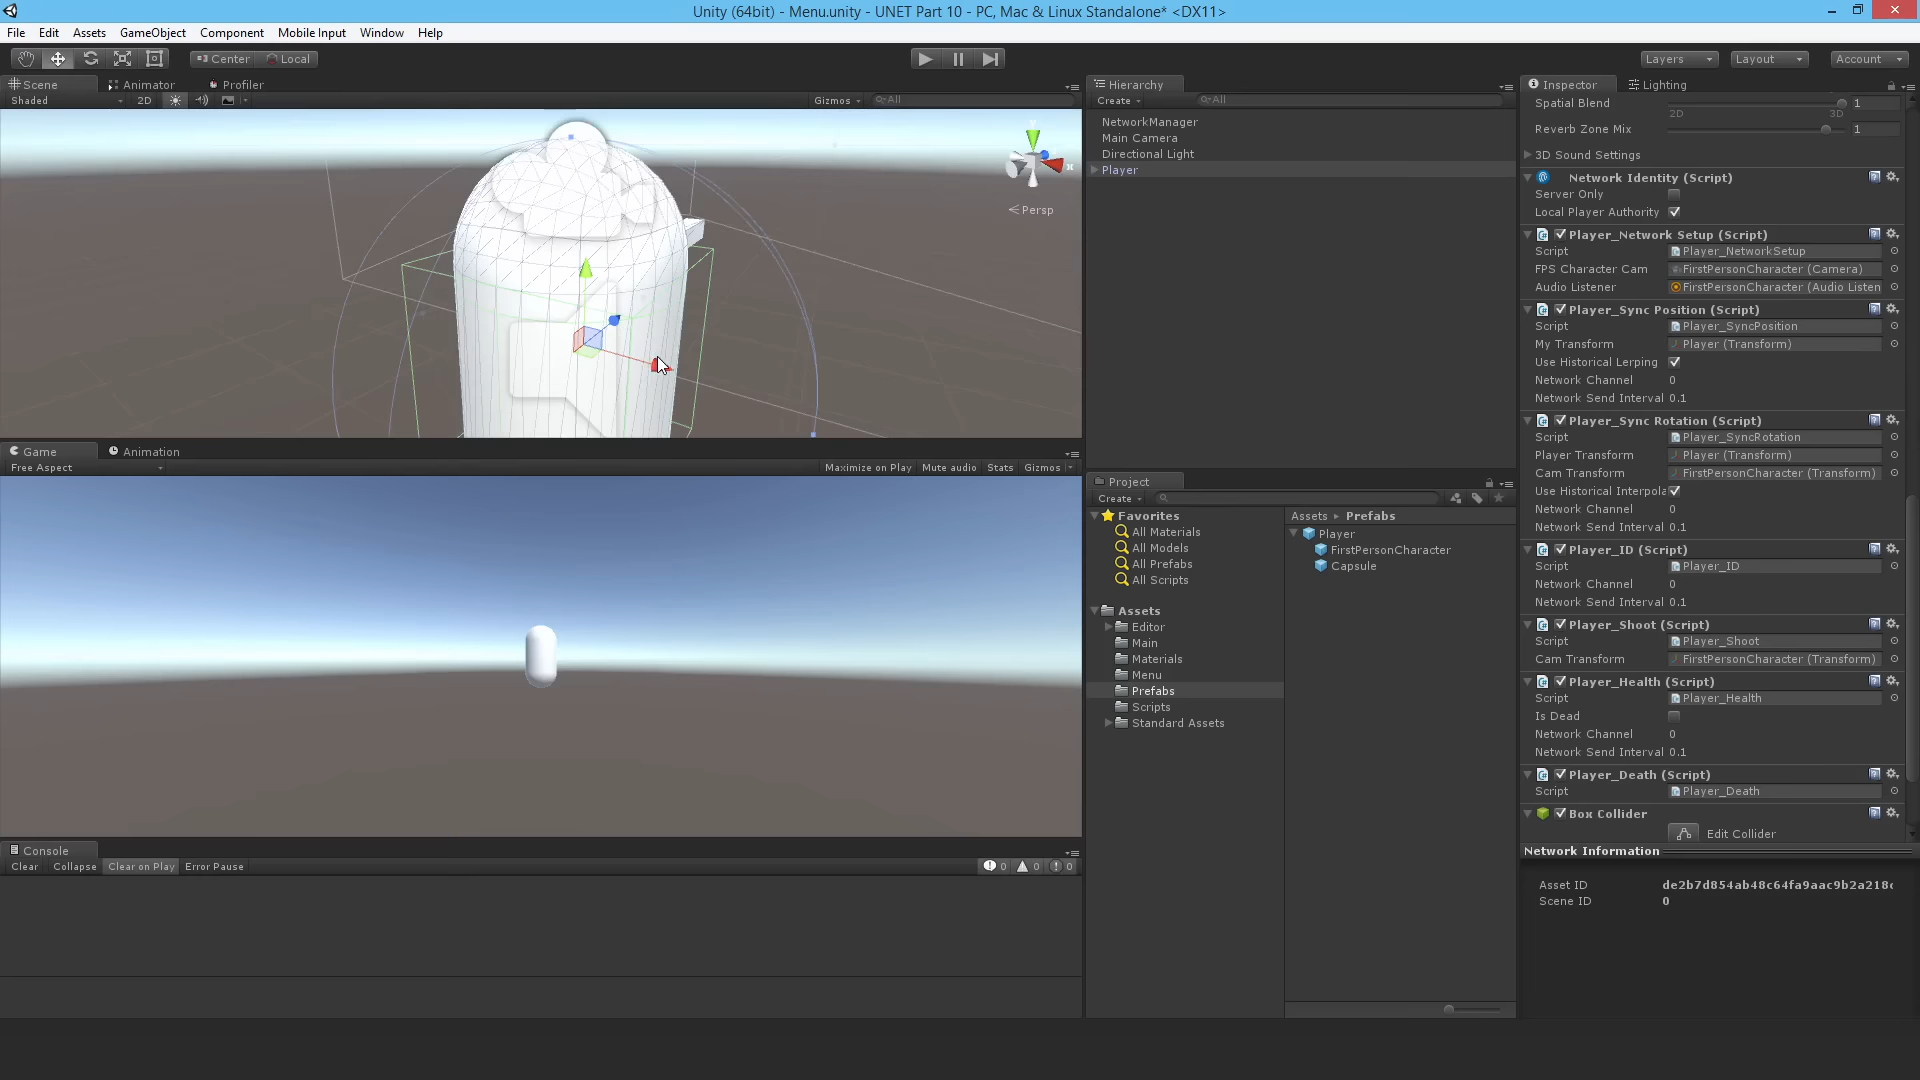 Unity (64bit) - Menu.unity - UNET Part 10 - PC, Mac & Linux Standalone* <DX11>
File Edit Assets GameObject Component Mobile Input Window Help
Center Local
Layers Layout Account
Scene Animator Profiler
Shaded 2D Gizmos All
Persp
Game Animation
Free Aspect Maximize on Play Mute audio Stats Gizmos
Console
Clear Collapse Clear on Play Error Pause 0 0 0
Hierarchy
Create All
NetworkManager
Main Camera
Directional Light
Player
Project
Create
Favorites
All Materials
All Models
All Prefabs
All Scripts
Assets
Editor
Main
Materials
Menu
Prefabs
Scripts
Standard Assets
Assets Prefabs
Player
FirstPersonCharacter
Capsule
Inspector Lighting
Spatial Blend 1
2D 3D
Reverb Zone Mix 1
3D Sound Settings
Network Identity (Script)
Server Only
Local Player Authority
Player_Network Setup (Script)
Script Player_NetworkSetup
FPS Character Cam FirstPersonCharacter (Camera)
Audio Listener FirstPersonCharacter (Audio Listen
Player_Sync Position (Script)
Script Player_SyncPosition
My Transform Player (Transform)
Use Historical Lerping
Network Channel 0
Network Send Interval 0.1
Player_Sync Rotation (Script)
Script Player_SyncRotation
Player Transform Player (Transform)
Cam Transform FirstPersonCharacter (Transform)
Use Historical Interpola
Network Channel 0
Network Send Interval 0.1
Player_ID (Script)
Script Player_ID
Network Channel 0
Network Send Interval 0.1
Player_Shoot (Script)
Script Player_Shoot
Cam Transform FirstPersonCharacter (Transform)
Player_Health (Script)
Script Player_Health
Is Dead
Network Channel 0
Network Send Interval 0.1
Player_Death (Script)
Script Player_Death
Box Collider
Edit Collider
Network Information
Asset ID de2b7d854ab48c64fa9aac9b2a218
Scene ID 0